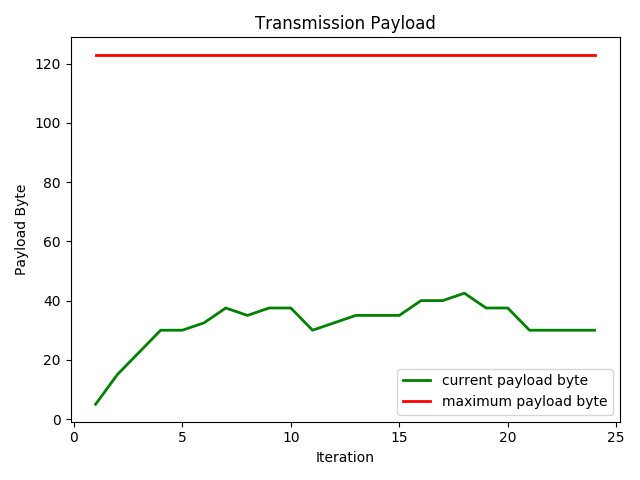 Transmission Payload
120
100
80
60
40
20
0
Payload Byte
0 5 10 15 20 25
Iteration
current payload byte
maximum payload byte